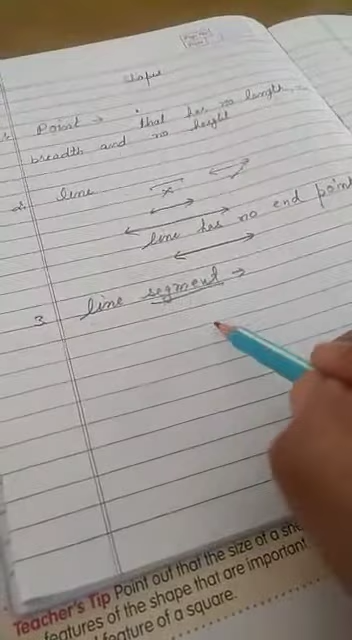 Shapes
1. Point → that has no length,
breadth and no height
2. line
line has no end point
3 line segment →
Teacher's Tip Point out that the size of a
features of the shape that are important
feature of a square.